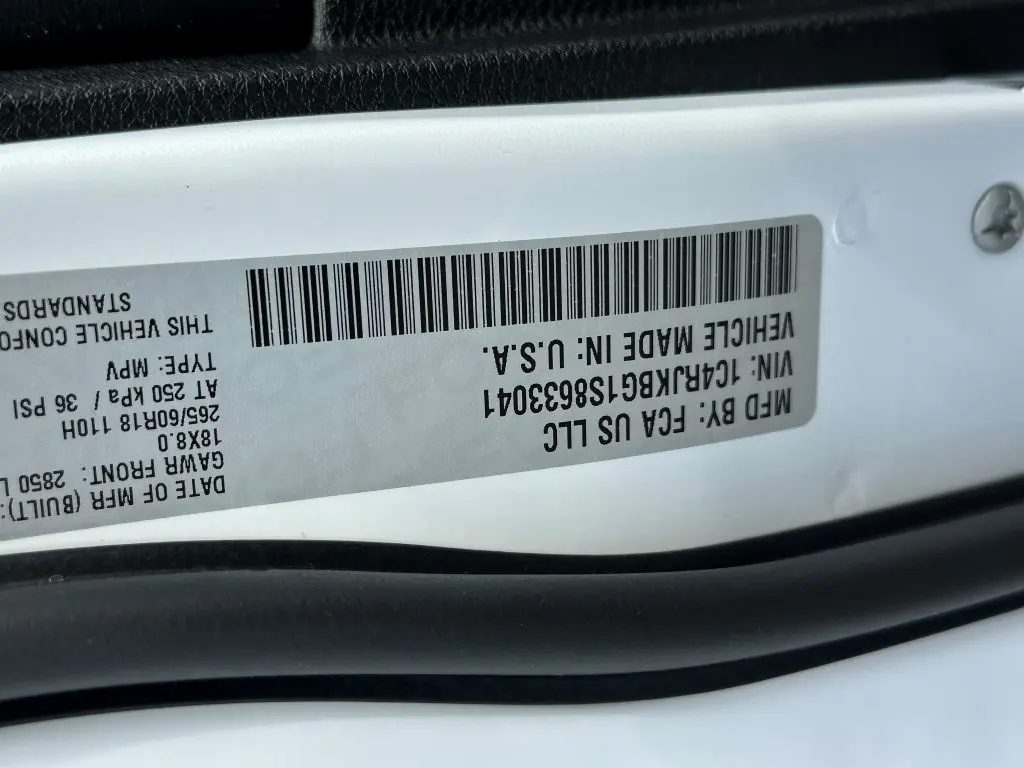 MFD BY: FCA US LLC
VIN: 1C4RJKBG1S8633041
VEHICLE MADE IN: U.S.A.
DATE OF MFR (BUILT):
GAWR FRONT: 2850 L
18X8.0
265/60R18 110H
AT 250 kPa / 36 PSI
TYPE: MPV
THIS VEHICLE CONFO
STANDARDS